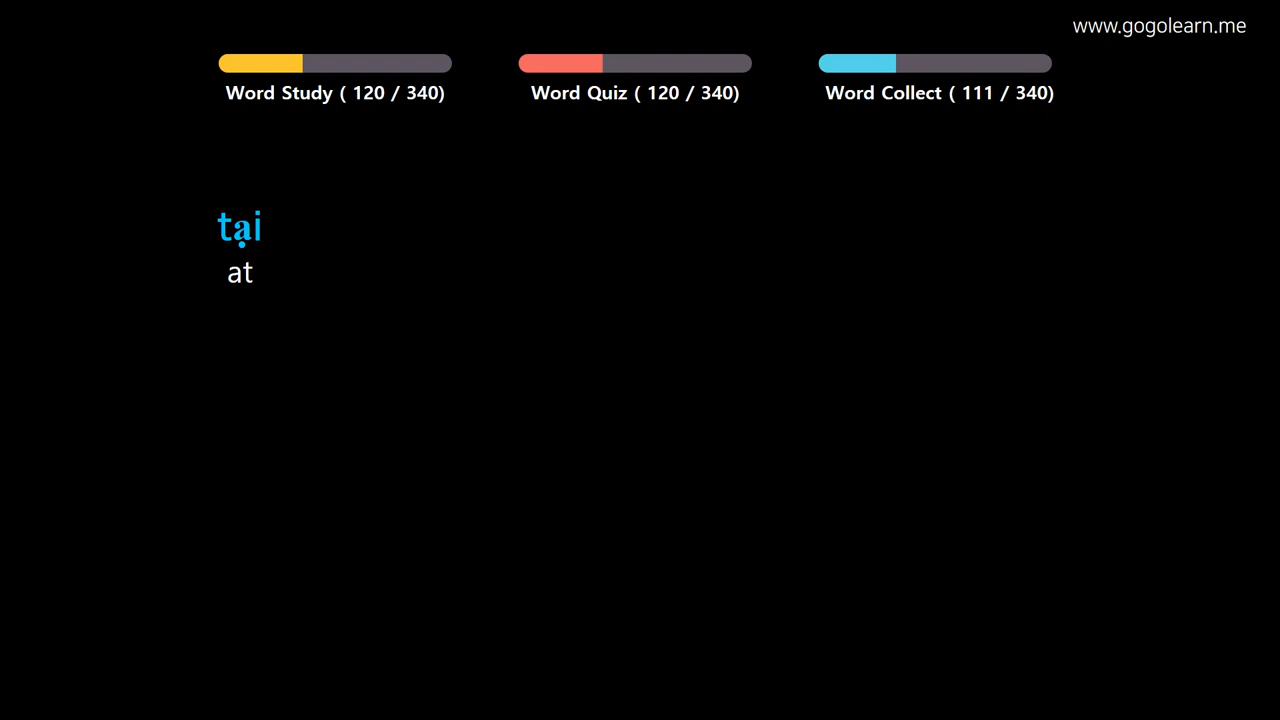 www.gogolearn.me
Word Study ( 120 / 340)
Word Quiz ( 120 / 340)
Word Collect ( 111 / 340)
tại
at